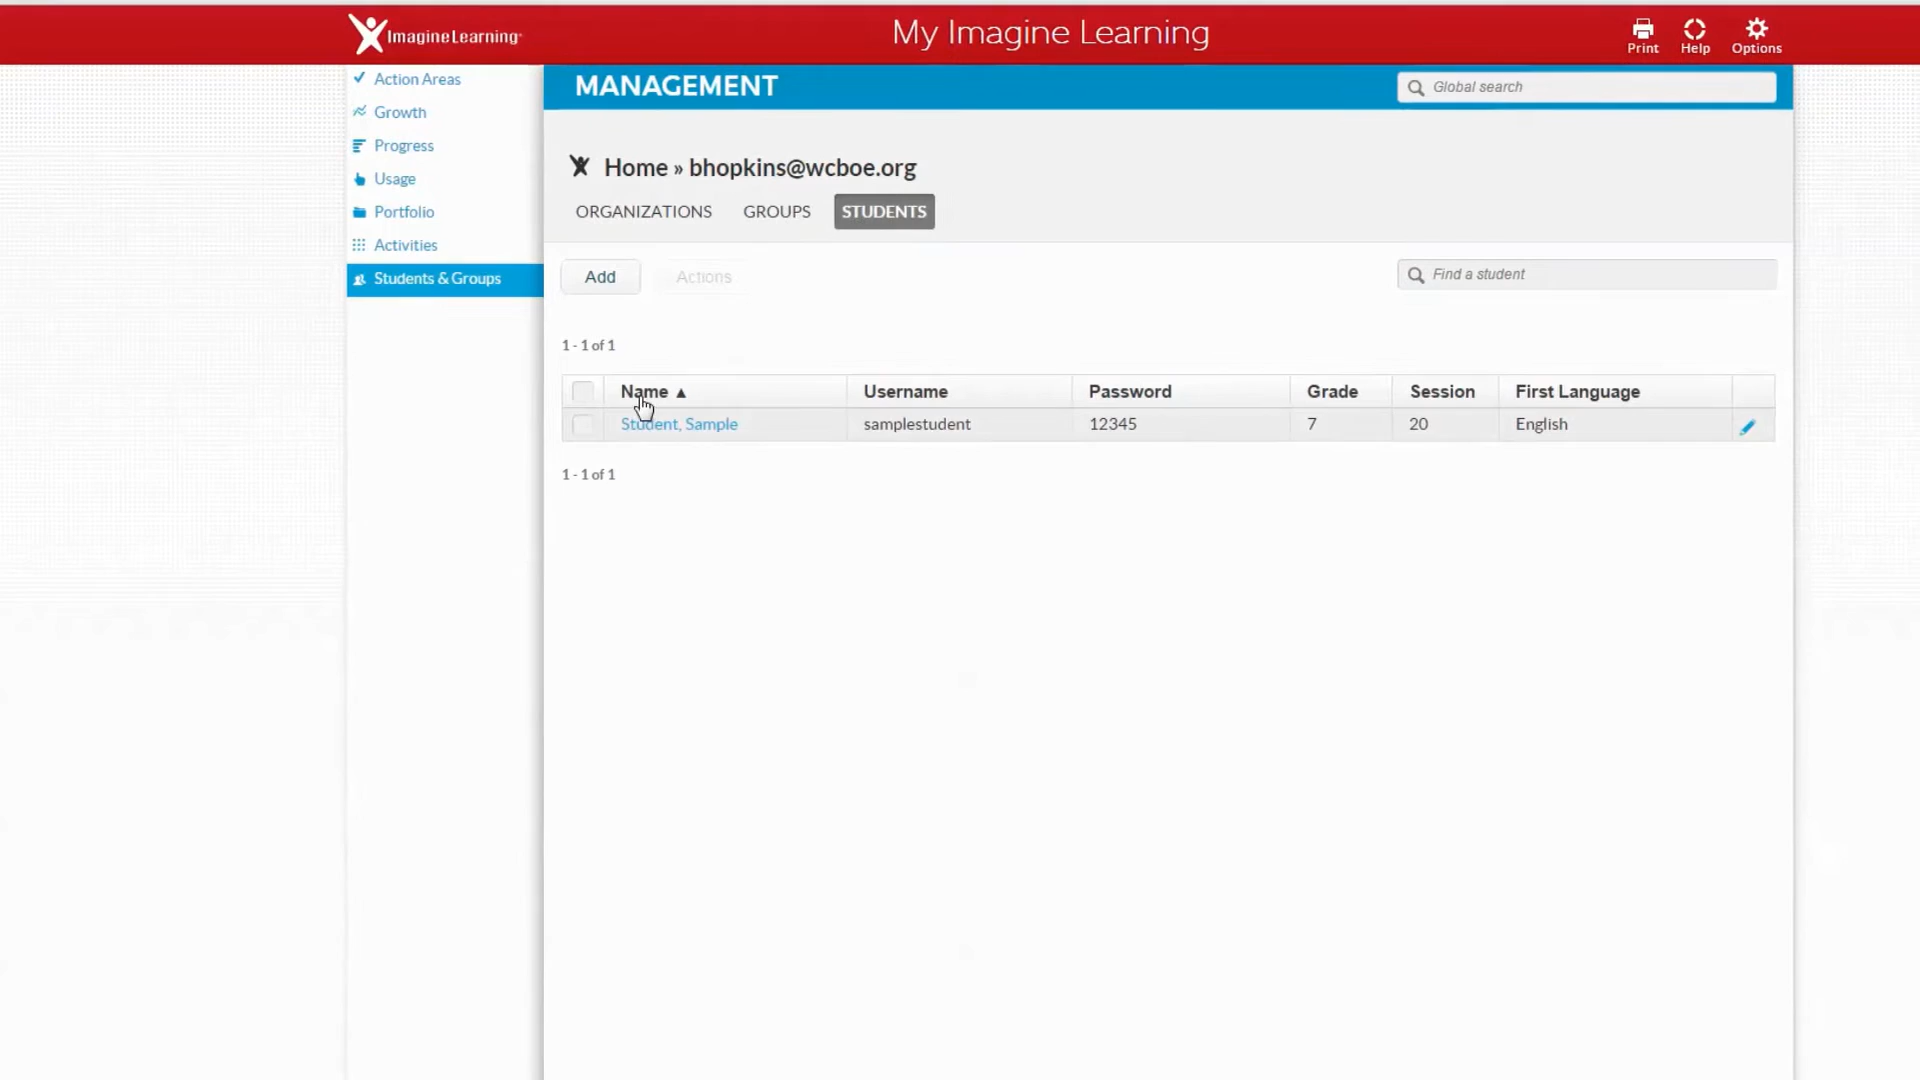 ImagineLearning
My Imagine Learning
Print
Help
Options
Action Areas
Growth
Progress
Usage
Portfolio
Activities
Students & Groups
MANAGEMENT
Global search
Home » bhopkins@wcboe.org
ORGANIZATIONS
GROUPS
STUDENTS
Add
Actions
Find a student
1 - 1 of 1
Name ▲ Username Password Grade Session First Language
Student, Sample samplestudent 12345 7 20 English
1 - 1 of 1